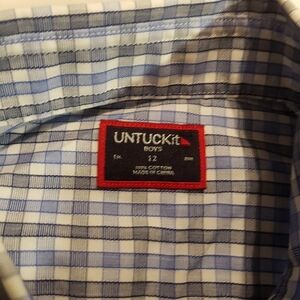 UNTUCKit
BOYS
12
100% COTTON
MADE IN CHINA